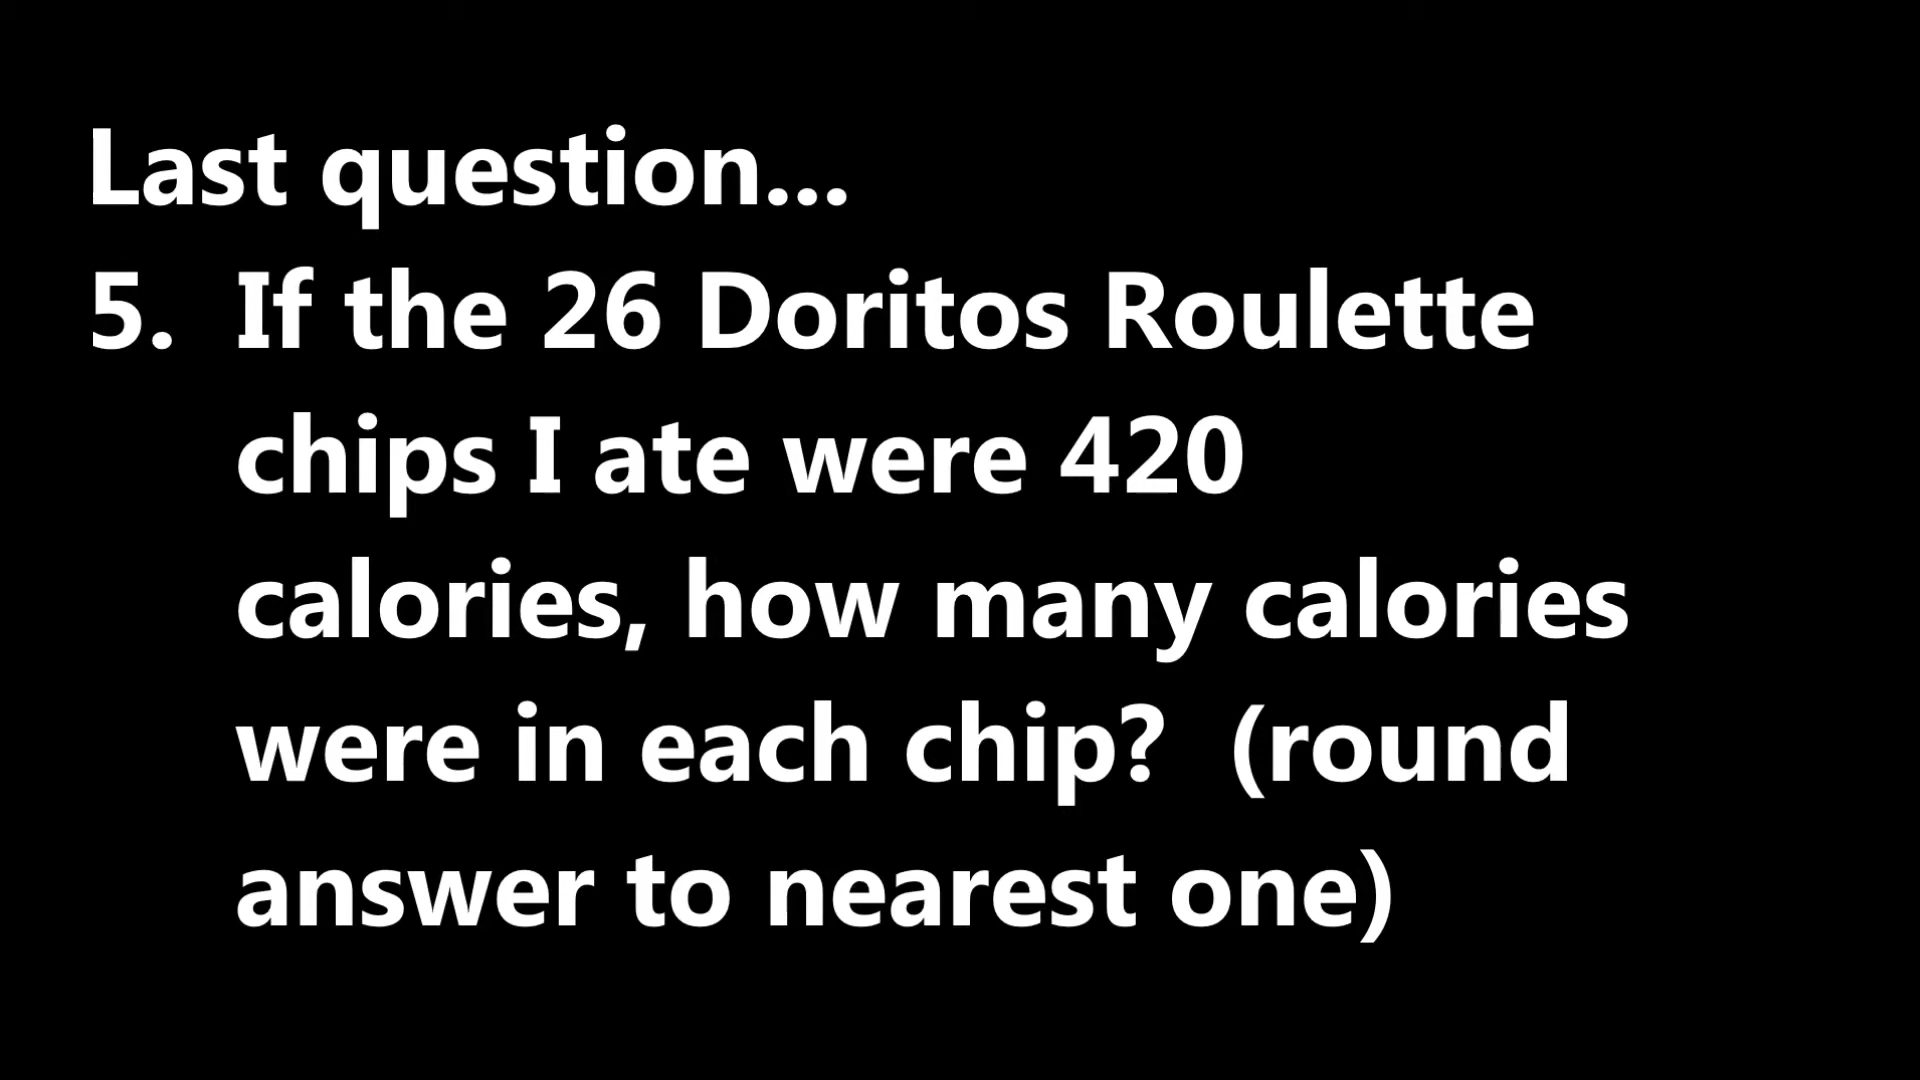 Last question...
5. If the 26 Doritos Roulette
chips I ate were 420
calories, how many calories
were in each chip? (round
answer to nearest one)